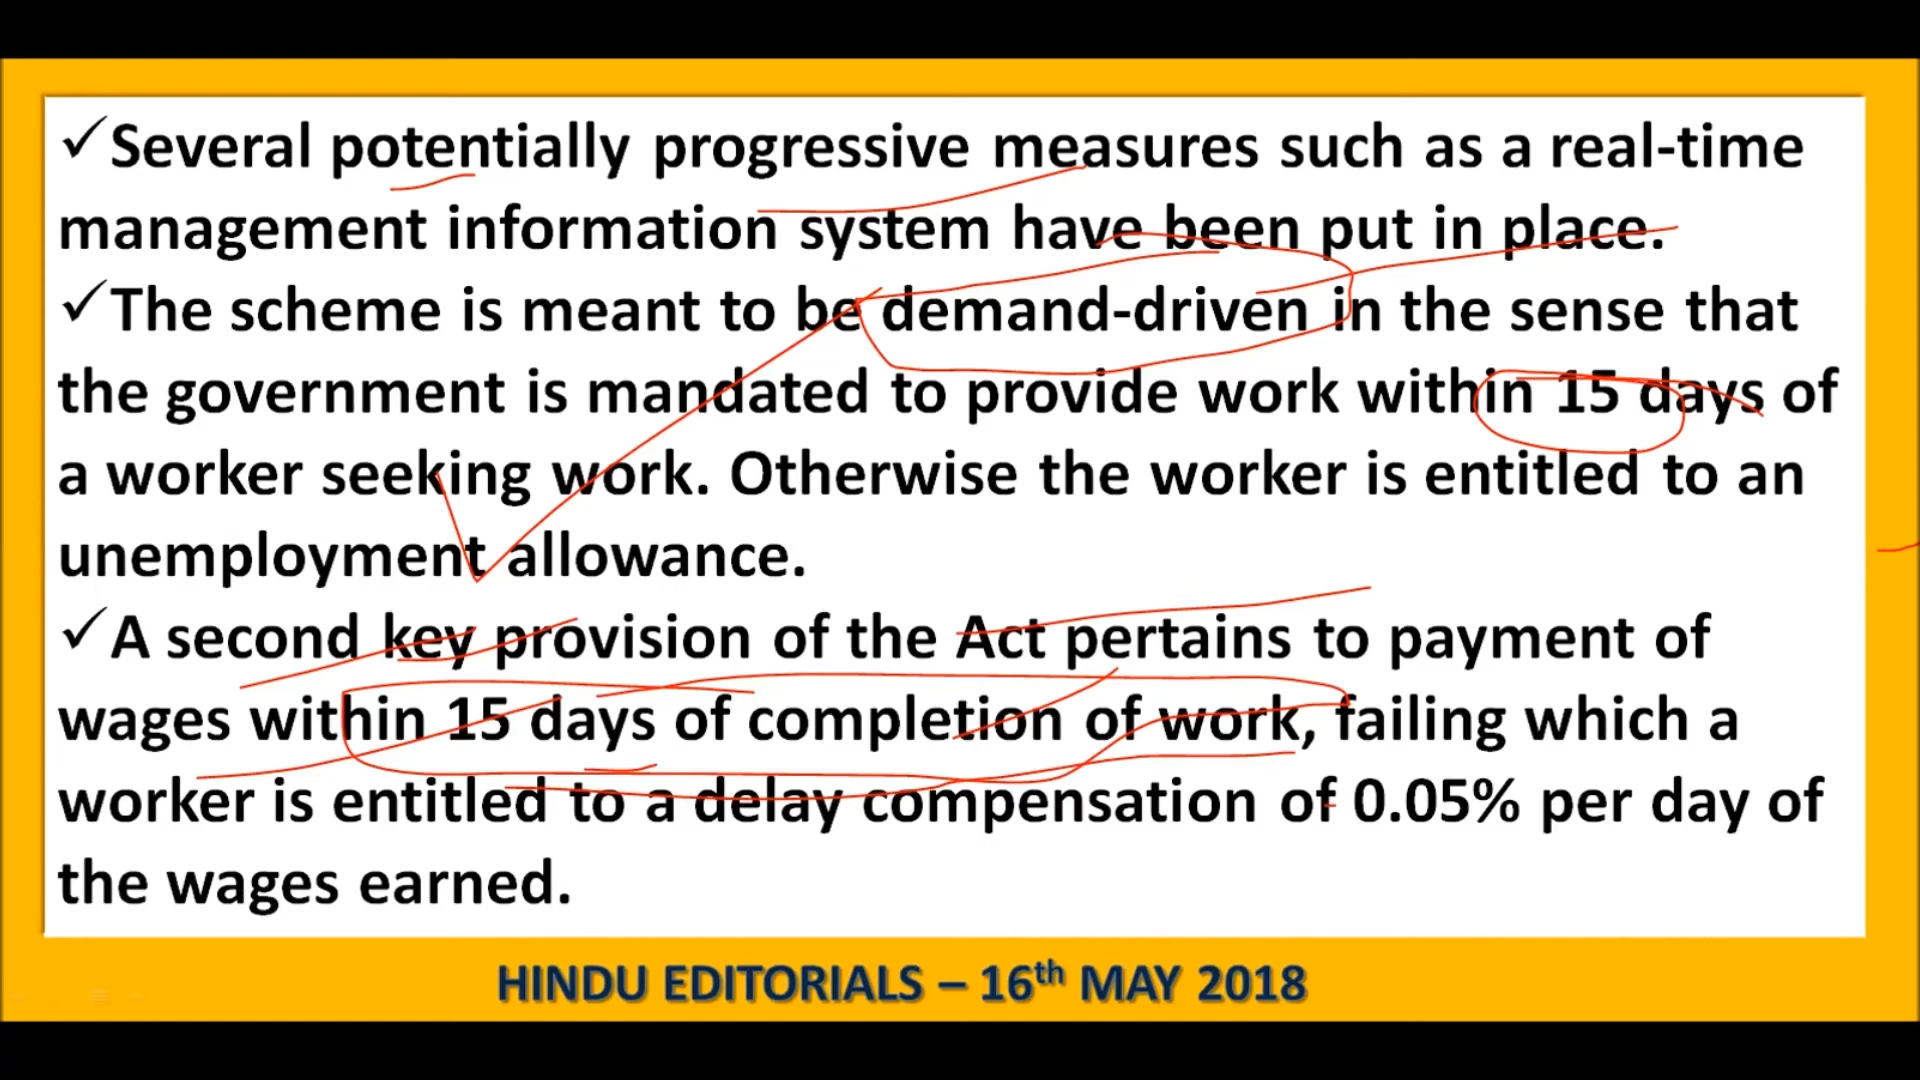 ✓Several potentially progressive measures such as a real-time
management information system have been put in place.
✓The scheme is meant to be demand-driven in the sense that
the government is mandated to provide work within 15 days of
a worker seeking work. Otherwise the worker is entitled to an
unemployment allowance.
✓A second key provision of the Act pertains to payment of
wages within 15 days of completion of work, failing which a
worker is entitled to a delay compensation of 0.05% per day of
the wages earned.
HINDU EDITORIALS – 16th MAY 2018